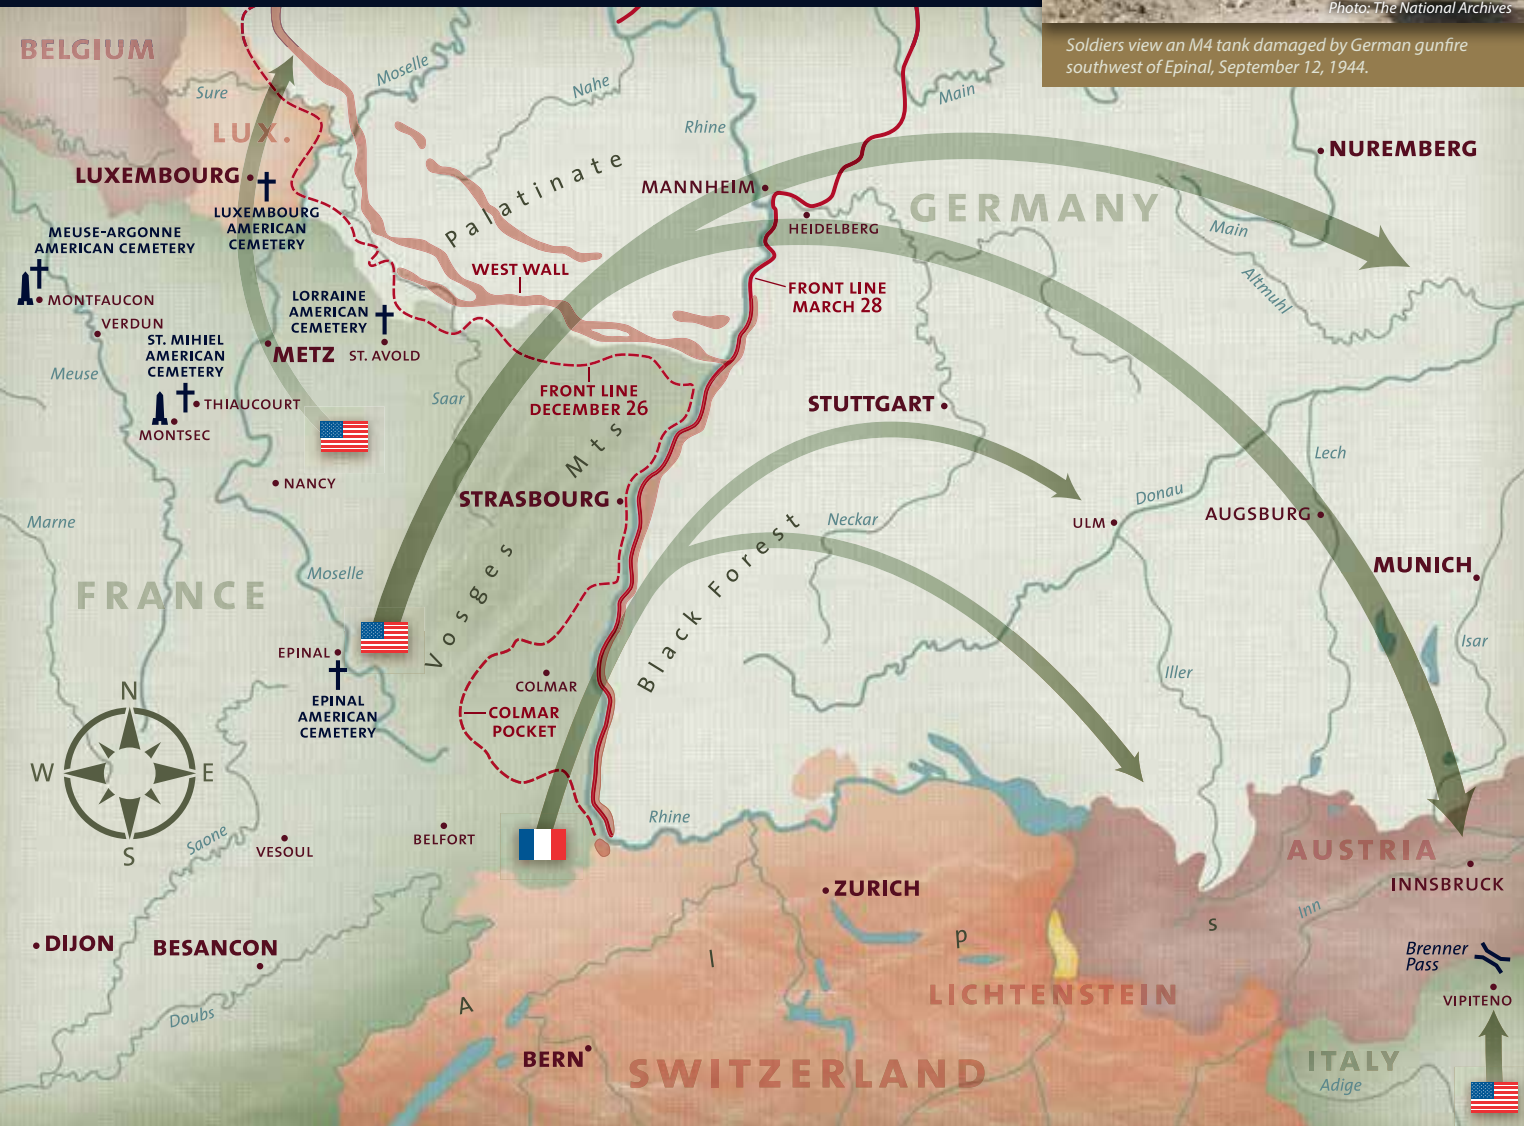 Photo: The National Archives
Soldiers view an M4 tank damaged by German gunfire
southwest of Epinal, September 12, 1944.
BELGIUM
Sure
Moselle
Nahe
Main
Rhine
LUX.
LUXEMBOURG
LUXEMBOURG
AMERICAN
CEMETERY
Palatinate
MANNHEIM
NUREMBERG
GERMANY
HEIDELBERG
Main
Altmuhl
MEUSE-ARGONNE
AMERICAN CEMETERY
MONTFAUCON
VERDUN
WEST WALL
FRONT LINE
MARCH 28
LORRAINE
AMERICAN
CEMETERY
ST. MIHIEL
AMERICAN
CEMETERY
METZ
ST. AVOLD
Meuse
THIAUCOURT
MONTSEC
Saar
FRONT LINE
DECEMBER 26
STUTTGART
Lech
NANCY
STRASBOURG
Vosges Mts
Donau
ULM
AUGSBURG
Marne
Neckar
Black Forest
MUNICH
Moselle
FRANCE
Isar
EPINAL
EPINAL
AMERICAN
CEMETERY
COLMAR
COLMAR
POCKET
Iller
N
W
E
S
Saone
VESOUL
BELFORT
Rhine
AUSTRIA
INNSBRUCK
ZURICH
Inn
DIJON
BESANCON
Brenner
Pass
VIPITENO
Alps
LICHTENSTEIN
Doubs
BERN
SWITZERLAND
ITALY
Adige